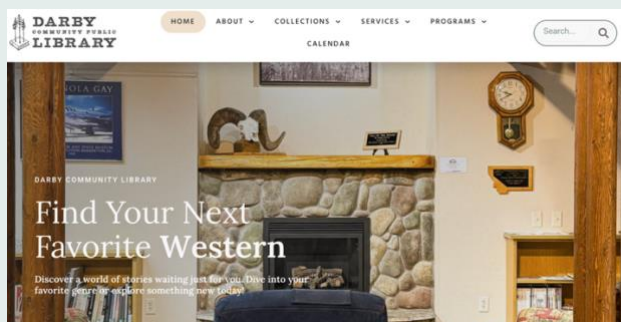 DARBY
COMMUNITY PUBLIC
LIBRARY
HOME ABOUT COLLECTIONS SERVICES PROGRAMS
CALENDAR
Search...
OLA GAY
DARBY COMMUNITY LIBRARY
Find Your Next
Favorite Western
Discover a world of stories waiting just for you. Dive into your
favorite genre or explore something new today!